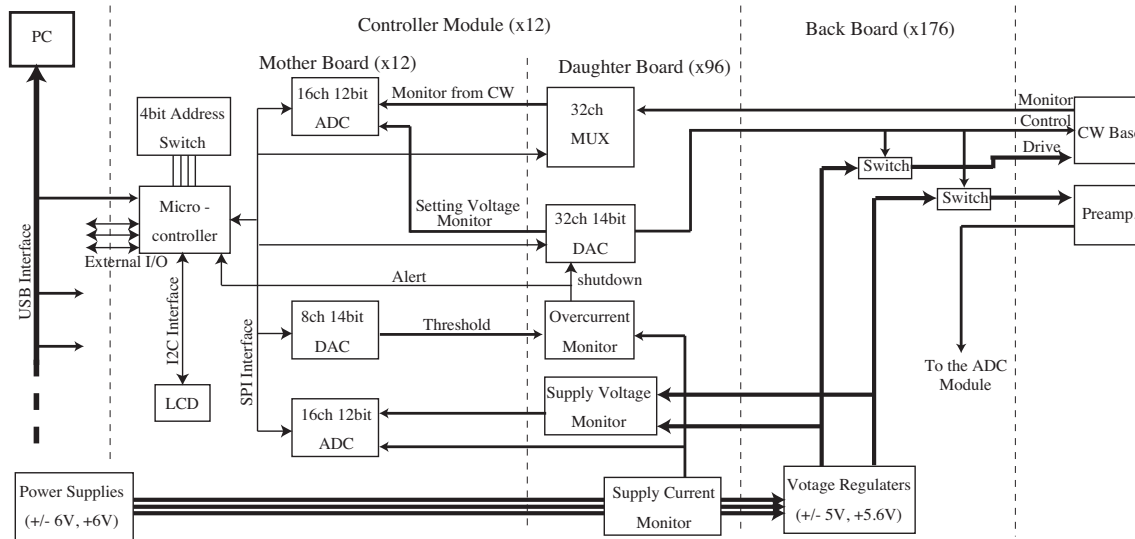 PC
Controller Module (x12)
Back Board (x176)
Mother Board (x12)
Daughter Board (x96)
4bit Address
Switch
16ch 12bit
ADC
Monitor from CW
32ch
MUX
Monitor
Control
CW Base
Drive
Switch
Switch
Preamp.
Micro -
controller
Setting Voltage
Monitor
32ch 14bit
DAC
External I/O
USB Interface
Alert
shutdown
I2C Interface
SPI Interface
8ch 14bit
DAC
Threshold
Overcurrent
Monitor
To the ADC
Module
LCD
16ch 12bit
ADC
Supply Voltage
Monitor
Power Supplies
(+/- 6V, +6V)
Supply Current
Monitor
Votage Regulaters
(+/- 5V, +5.6V)